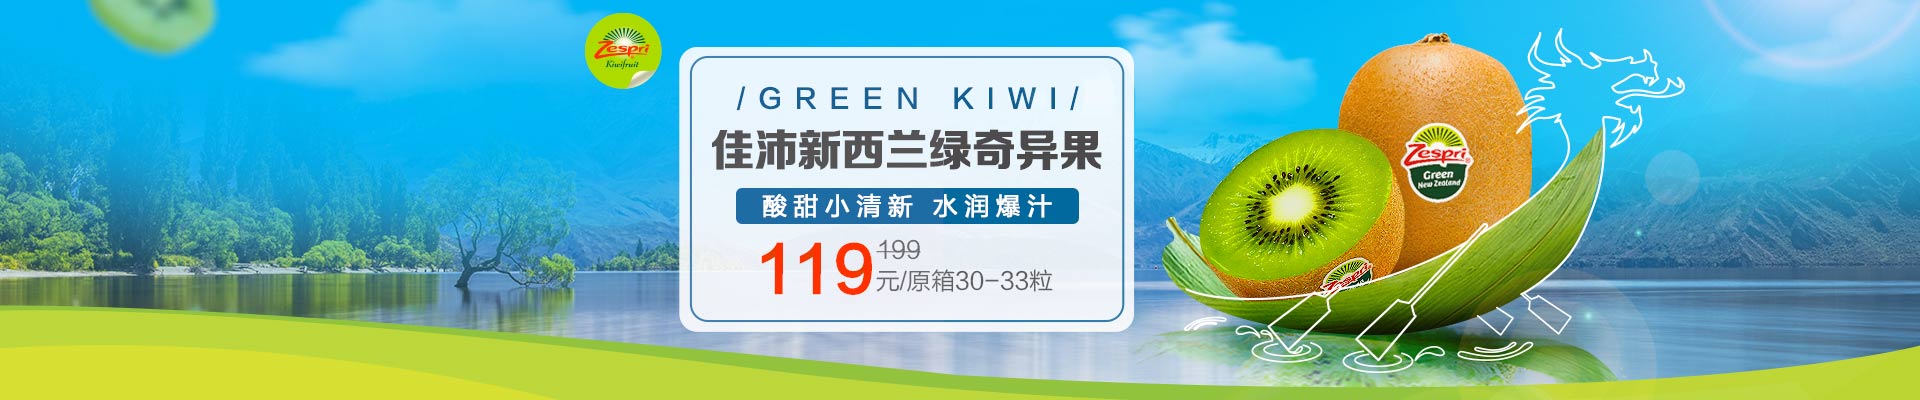 Zespri
Kiwifruit
/GREEN KIWI/
佳沛新西兰绿奇异果
酸甜小清新 水润爆汁
119
199
元/原箱30-33粒
Zespri
Green
New Zealand
Zespri